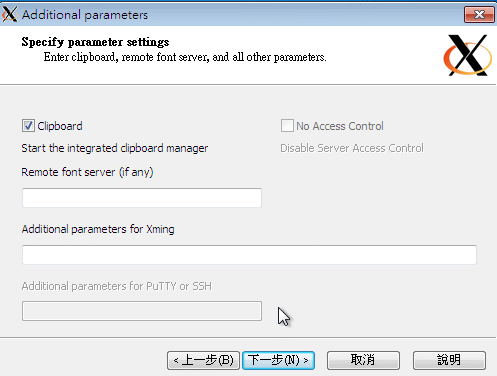 Additional parameters
Specify parameter settings
Enter clipboard, remote font server, and all other parameters.
Clipboard
No Access Control
Start the integrated clipboard manager
Disable Server Access Control
Remote font server (if any)
Additional parameters for Xming
Additional parameters for PuTTY or SSH
< 上一步(B)
下一步(N) >
取消
說明